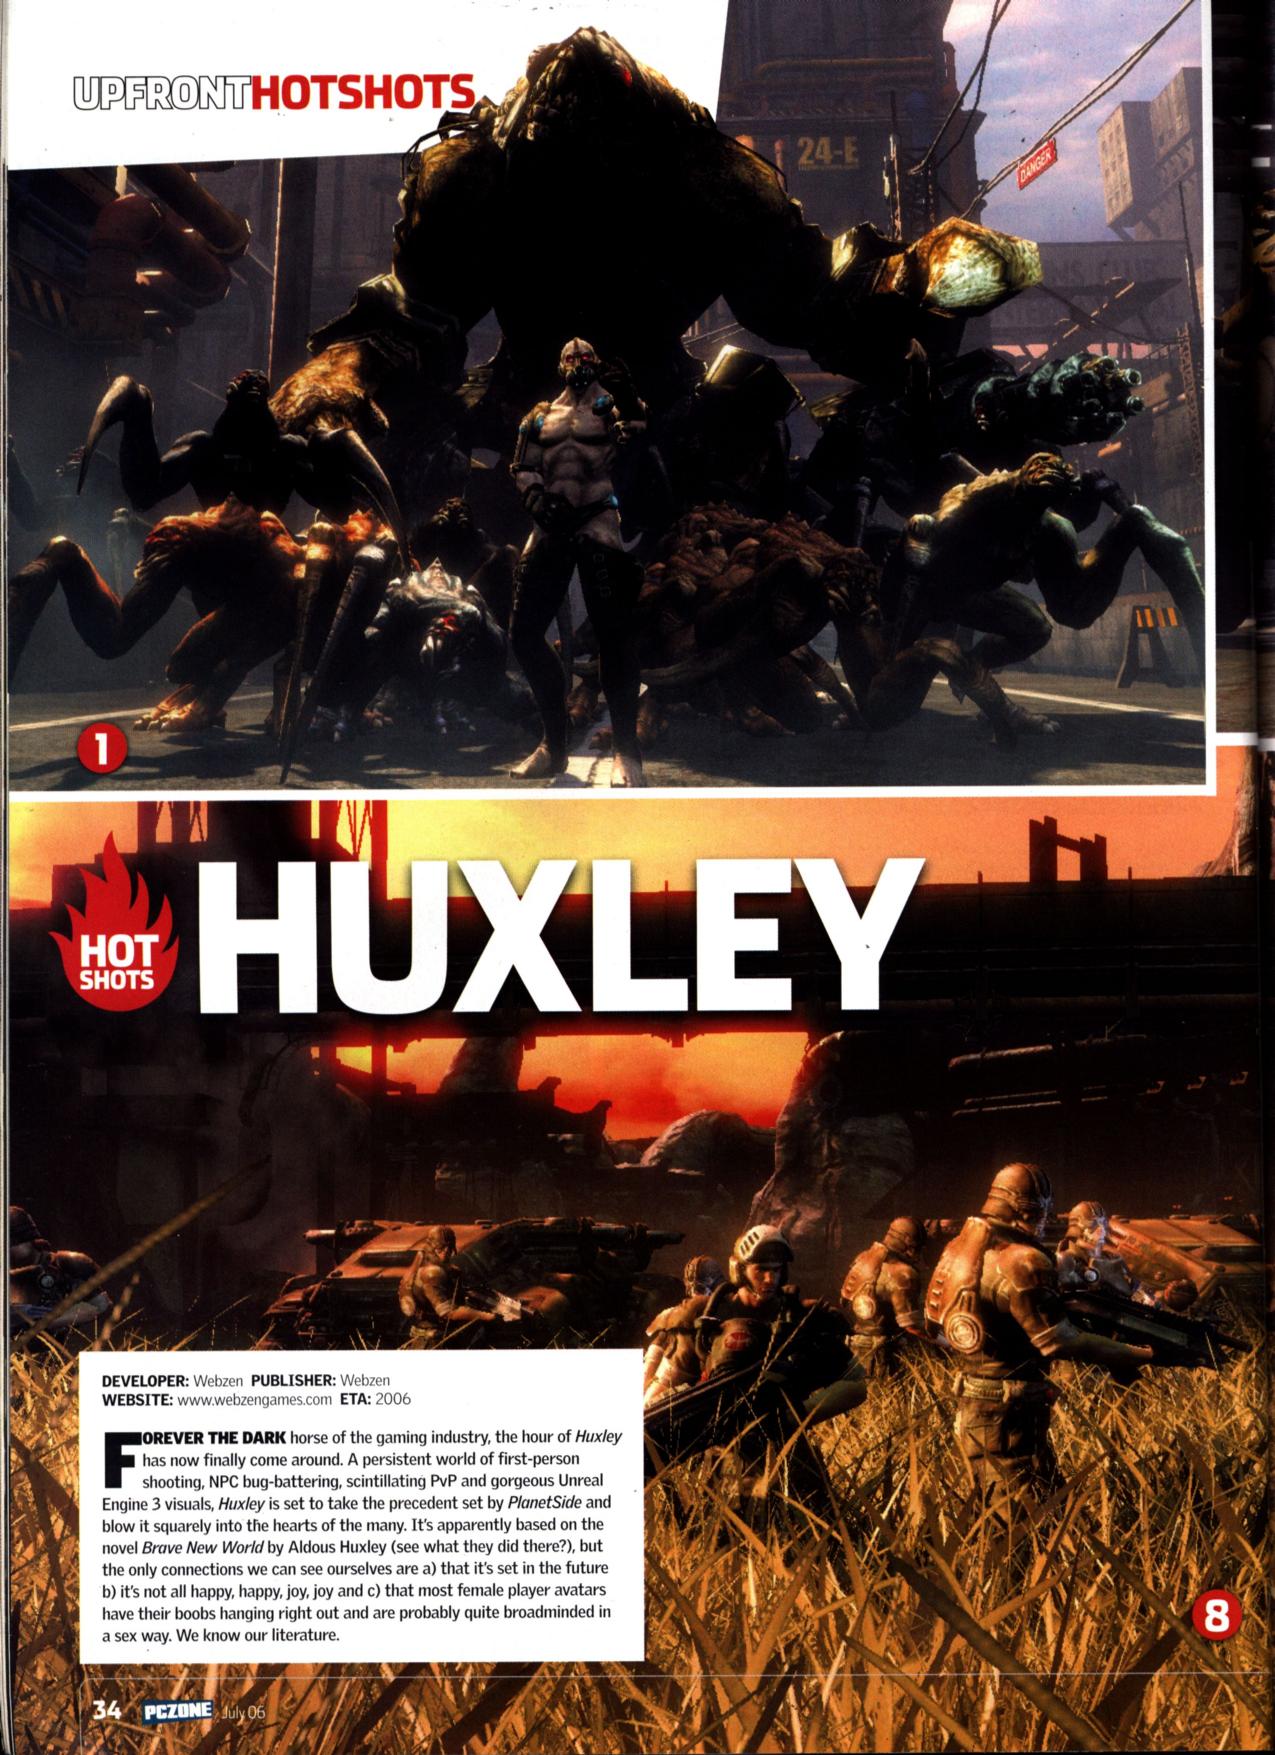 UPFRONTHOTSHOTS
24-E
DANGER
1
HOT
SHOTS
HUXLEY
DEVELOPER: Webzen PUBLISHER: Webzen
WEBSITE: www.webzengames.com ETA: 2006
FOREVER THE DARK horse of the gaming industry, the hour of Huxley
has now finally come around. A persistent world of first-person
shooting, NPC bug-battering, scintillating PvP and gorgeous Unreal
Engine 3 visuals, Huxley is set to take the precedent set by PlanetSide and
blow it squarely into the hearts of the many. It's apparently based on the
novel Brave New World by Aldous Huxley (see what they did there?), but
the only connections we can see ourselves are a) that it's set in the future
b) it's not all happy, happy, joy, joy and c) that most female player avatars
have their boobs hanging right out and are probably quite broadminded in
a sex way. We know our literature.
8
34 PCZONE July 06